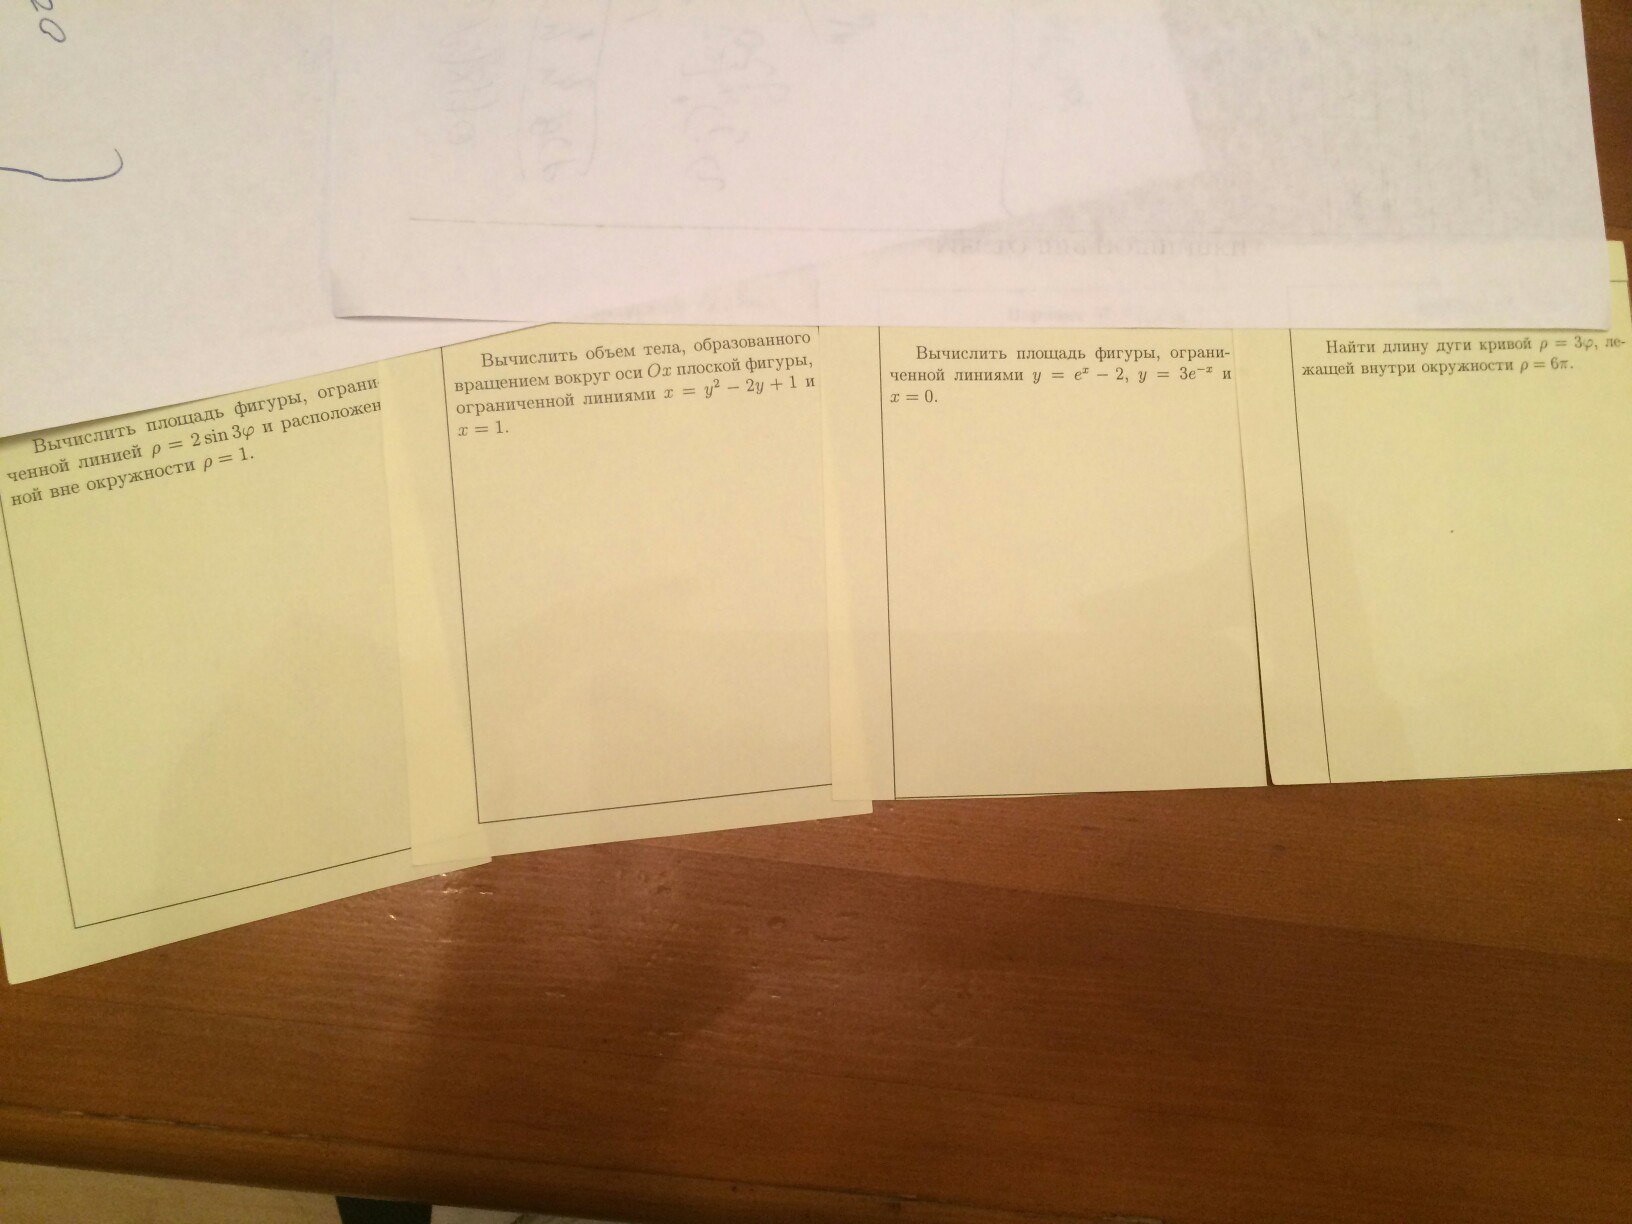 20
Вычислить площадь фигуры, ограни-
ченной линией ρ = 2 sin 3φ и расположен
ной вне окружности ρ = 1.
Вычислить объем тела, образованного
вращением вокруг оси Ox плоской фигуры,
ограниченной линиями x = y² − 2y + 1 и
x = 1.
Вычислить площадь фигуры, ограни-
ченной линиями y = eˣ − 2, y = 3e⁻ˣ и
x = 0.
Найти длину дуги кривой ρ = 3φ, ле-
жащей внутри окружности ρ = 6π.